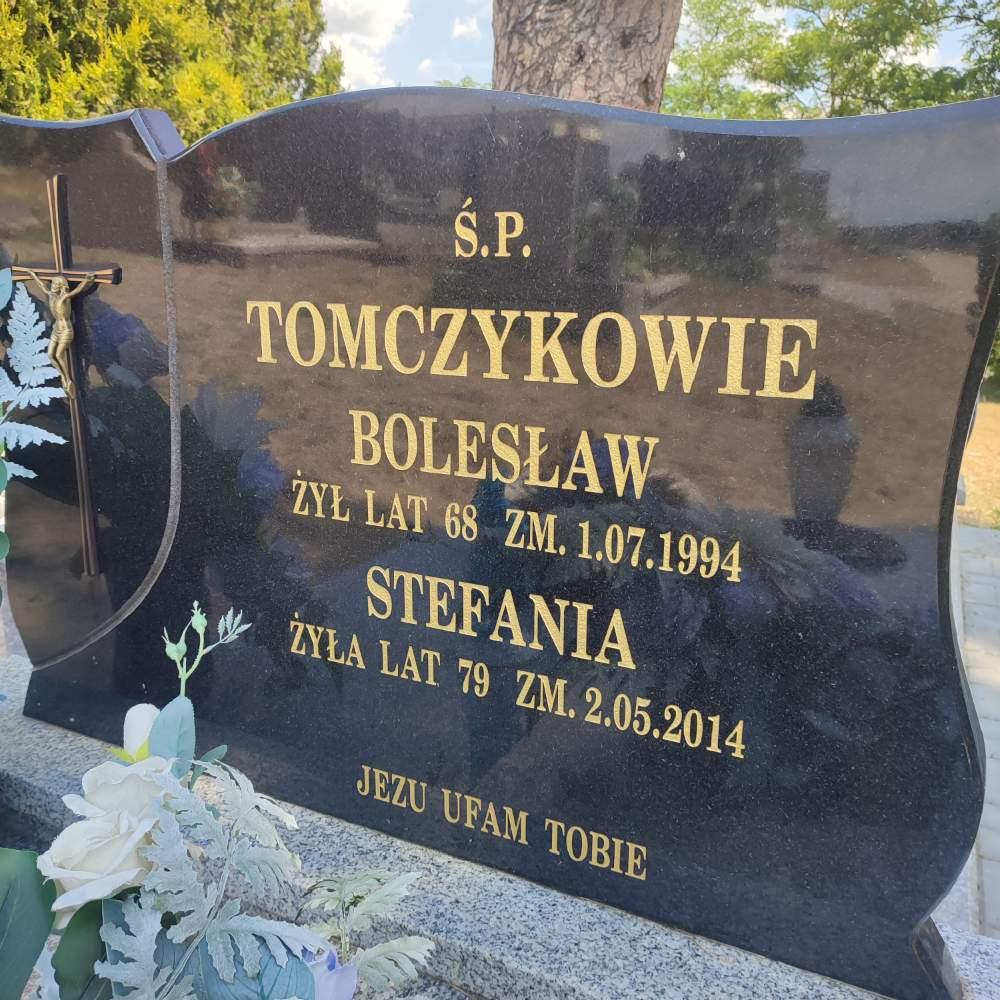 Ś.P.
TOMCZYKOWIE
BOLESŁAW
ŻYŁ LAT 68 ZM. 1.07.1994
STEFANIA
ŻYŁA LAT 79 ZM. 2.05.2014
JEZU UFAM TOBIE